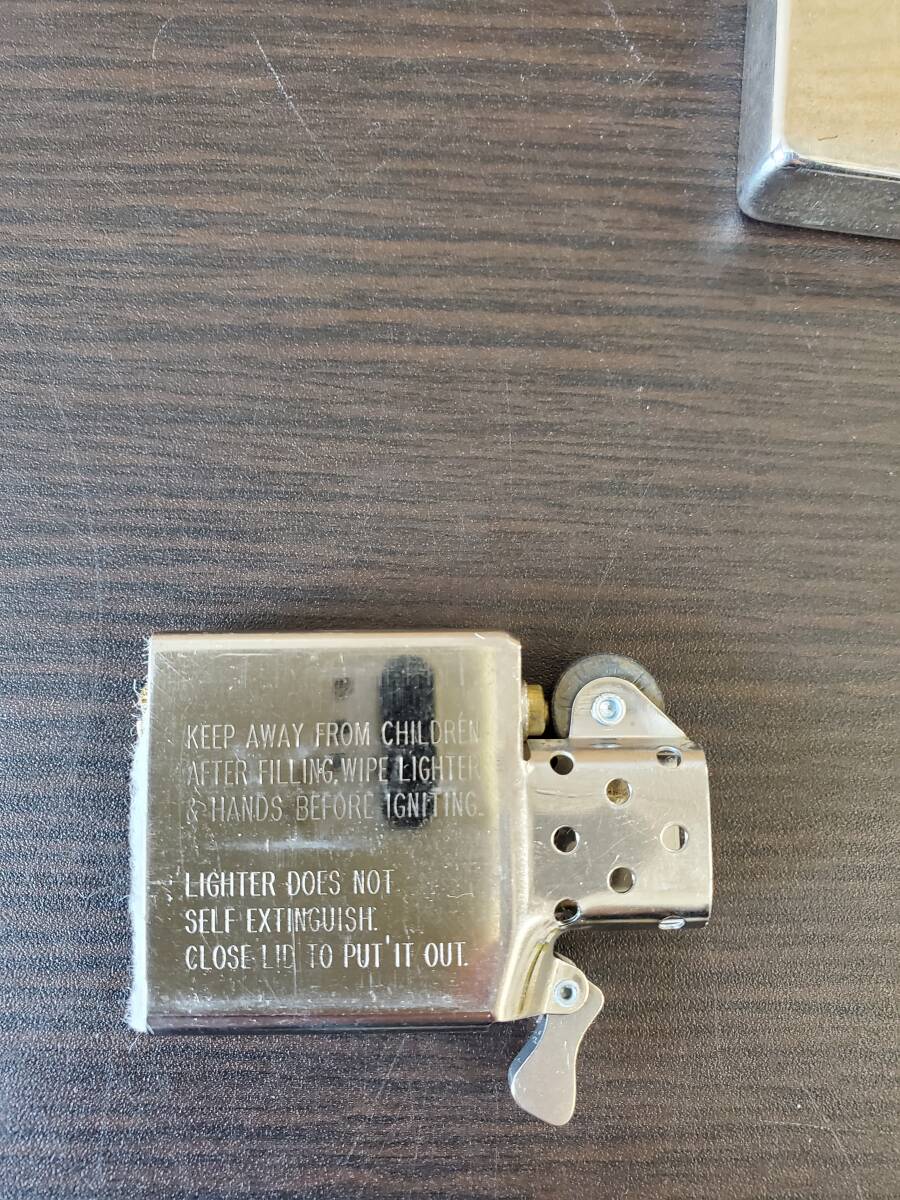 KEEP AWAY FROM CHILDREN
AFTER FILLING, WIPE LIGHTER
& HANDS BEFORE IGNITING.
LIGHTER DOES NOT
SELF EXTINGUISH.
CLOSE LID TO PUT IT OUT.